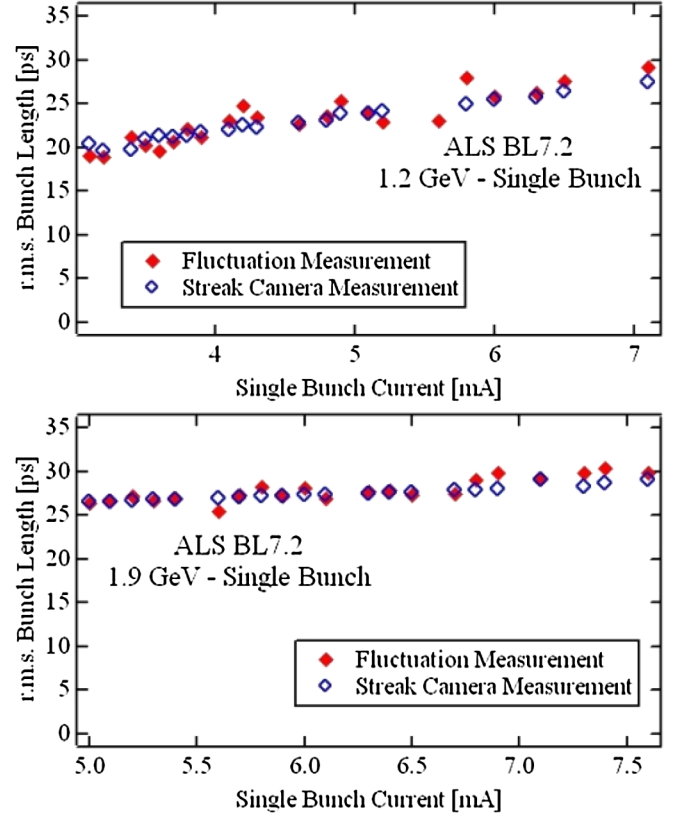 35
30
25
20
15
10
5
0
r.m.s. Bunch Length [ps]
ALS BL7.2
1.2 GeV - Single Bunch
Fluctuation Measurement
Streak Camera Measurement
4 5 6 7
Single Bunch Current [mA]
35
30
25
20
15
10
5
0
r.m.s. Bunch Length [ps]
ALS BL7.2
1.9 GeV - Single Bunch
Fluctuation Measurement
Streak Camera Measurement
5.0 5.5 6.0 6.5 7.0 7.5
Single Bunch Current [mA]